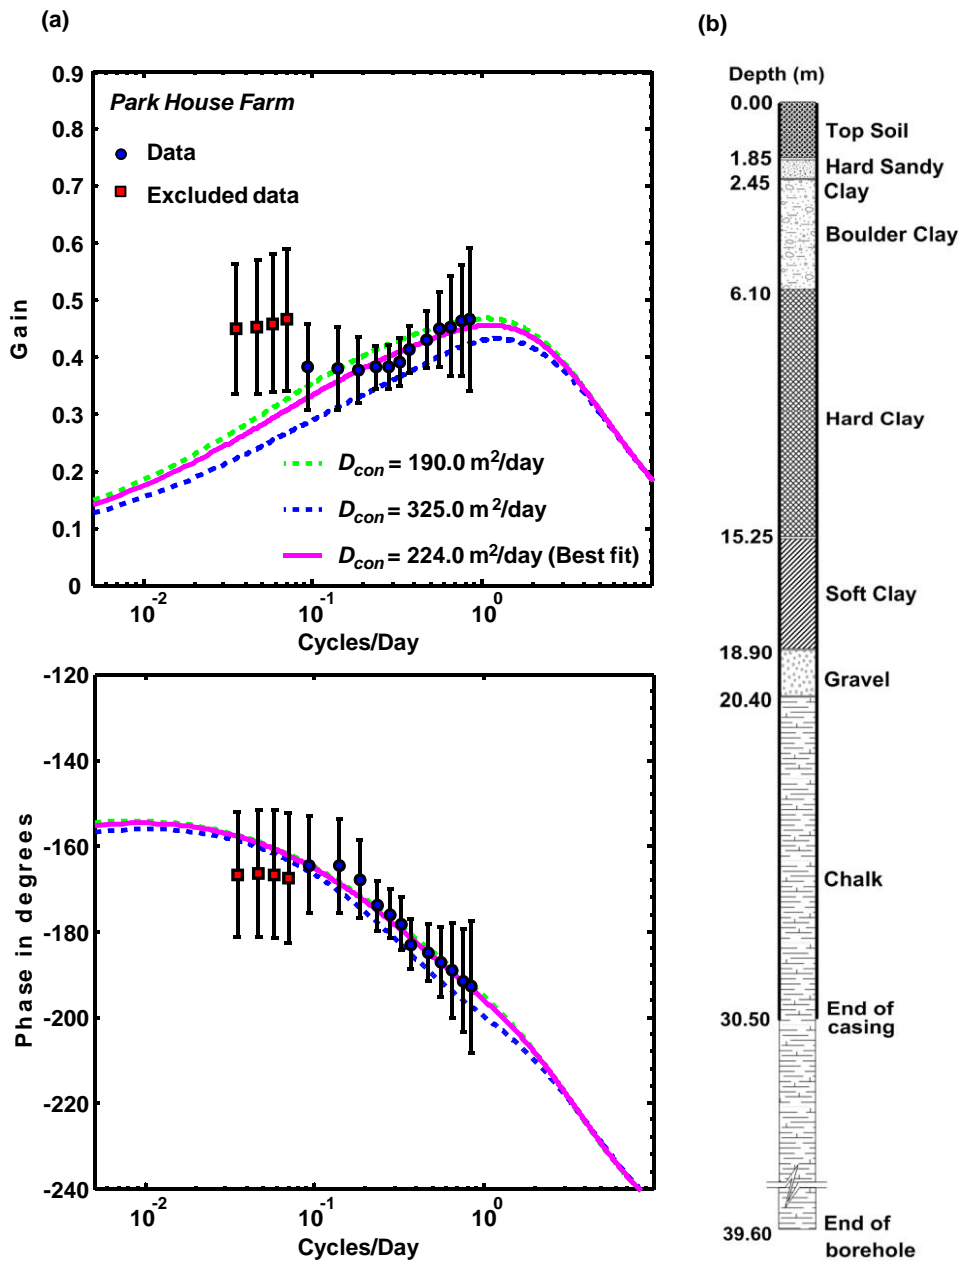 (a)
Park House Farm
Data
Excluded data
D_con = 190.0 m²/day
D_con = 325.0 m²/day
D_con = 224.0 m²/day (Best fit)
0.9
0.8
0.7
0.6
0.5
0.4
0.3
0.2
0.1
0
Gain
10⁻²
10⁻¹
10⁰
Cycles/Day
-120
-140
-160
-180
-200
-220
-240
Phase in degrees
10⁻²
10⁻¹
10⁰
Cycles/Day
(b)
Depth (m)
0.00
Top Soil
1.85
Hard Sandy
2.45
Clay
Boulder Clay
6.10
Hard Clay
15.25
Soft Clay
18.90
Gravel
20.40
Chalk
End of
30.50
casing
End of
39.60
borehole